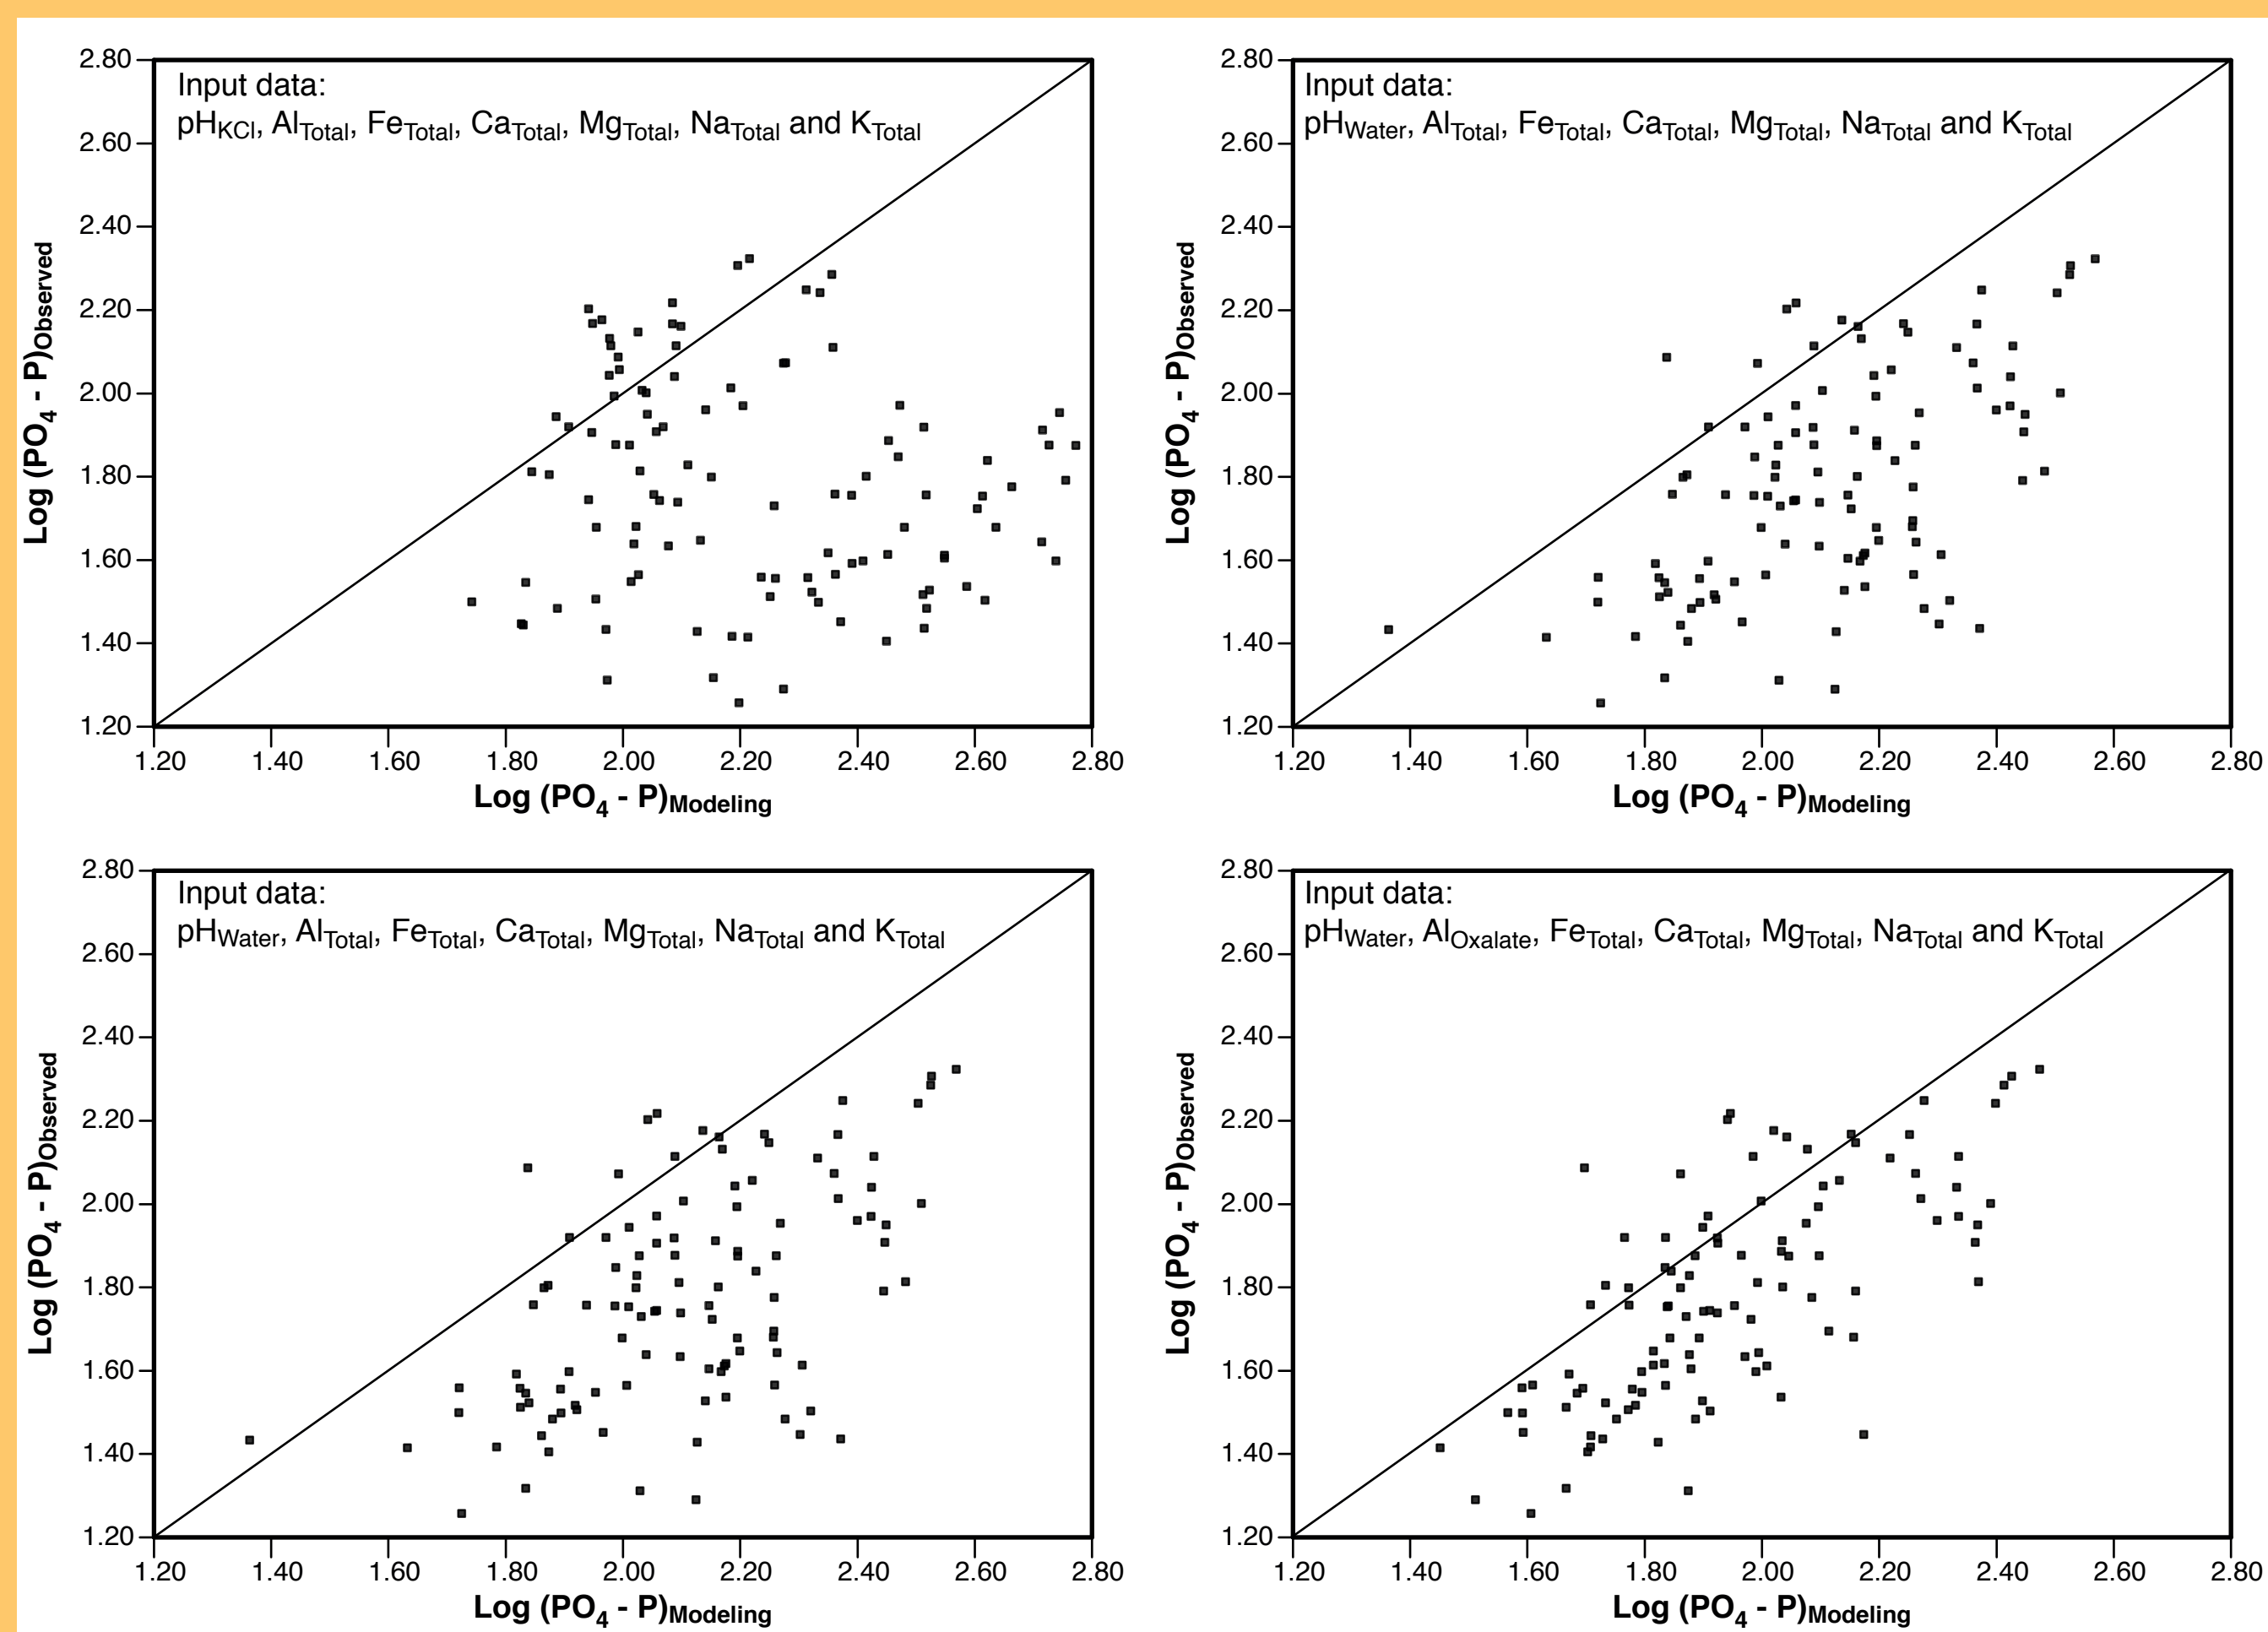 2.80
2.60
2.40
2.20
2.00
1.80
1.60
1.40
1.20
Log (PO4 - P)Observed
Input data:
pHKCl, AlTotal, FeTotal, CaTotal, MgTotal, NaTotal and KTotal
1.20 1.40 1.60 1.80 2.00 2.20 2.40 2.60 2.80
Log (PO4 - P)Modeling
2.80
2.60
2.40
2.20
2.00
1.80
1.60
1.40
1.20
Log (PO4 - P)Observed
Input data:
pHWater, AlTotal, FeTotal, CaTotal, MgTotal, NaTotal and KTotal
1.20 1.40 1.60 1.80 2.00 2.20 2.40 2.60 2.80
Log (PO4 - P)Modeling
2.80
2.60
2.40
2.20
2.00
1.80
1.60
1.40
1.20
Log (PO4 - P)Observed
Input data:
pHWater, AlTotal, FeTotal, CaTotal, MgTotal, NaTotal and KTotal
1.20 1.40 1.60 1.80 2.00 2.20 2.40 2.60 2.80
Log (PO4 - P)Modeling
2.80
2.60
2.40
2.20
2.00
1.80
1.60
1.40
1.20
Log (PO4 - P)Observed
Input data:
pHWater, AlOxalate, FeTotal, CaTotal, MgTotal, NaTotal and KTotal
1.20 1.40 1.60 1.80 2.00 2.20 2.40 2.60 2.80
Log (PO4 - P)Modeling